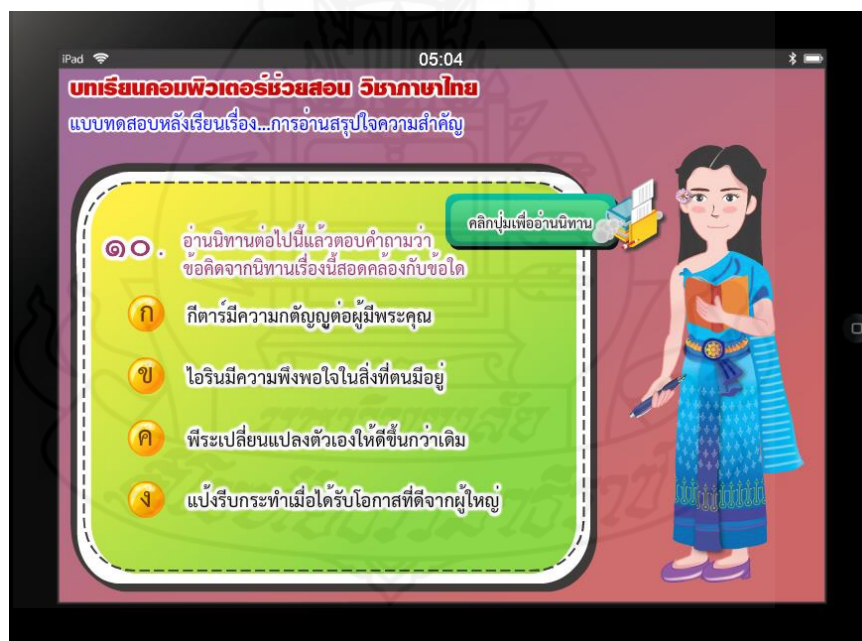 iPad 05:04
บทเรียนคอมพิวเตอร์ช่วยสอน วิชาภาษาไทย
แบบทดสอบหลังเรียนเรื่อง...การอ่านสรุปใจความสำคัญ
คลิกปุ่มเพื่ออ่านนิทาน
๑๐. อ่านนิทานต่อไปนี้แล้วตอบคำถามว่า
ข้อคิดจากนิทานเรื่องนี้สอดคล้องกับข้อใด
ก กีตาร์มีความกตัญญูต่อผู้มีพระคุณ
ข ไอรินมีความพึงพอใจในสิ่งที่ตนมีอยู่
ค พีระเปลี่ยนแปลงตัวเองให้ดีขึ้นกว่าเดิม
ง แป้งรีบกระทำเมื่อได้รับโอกาสที่ดีจากผู้ใหญ่